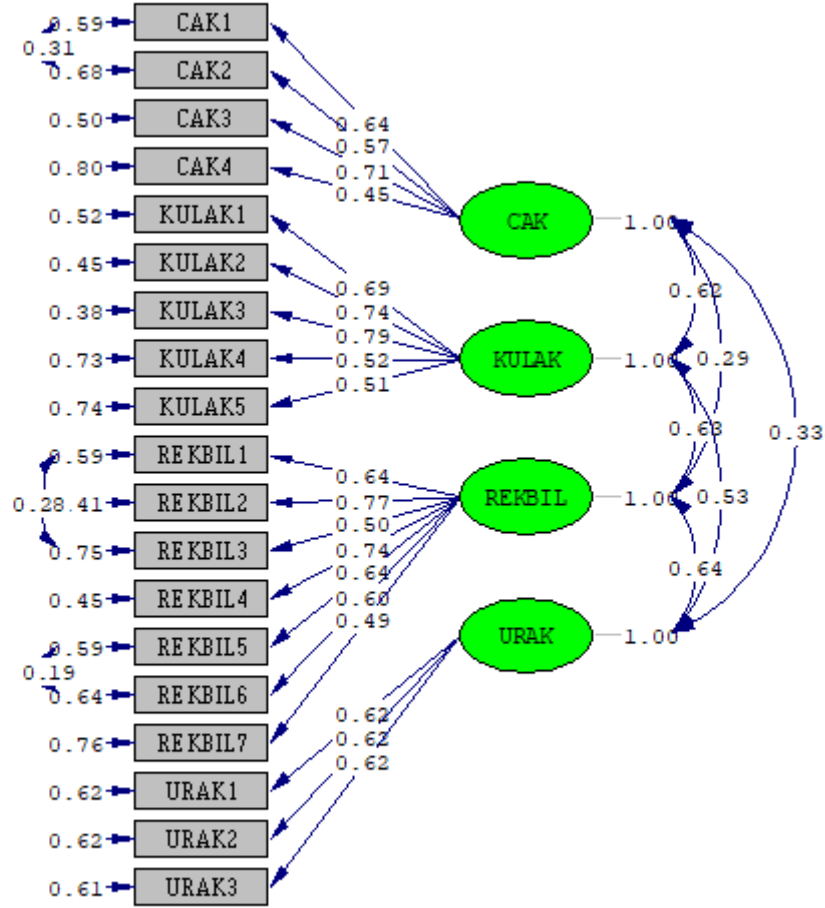 0.59 CAK1
0.31
0.68 CAK2
0.50 CAK3
0.80 CAK4
0.52 KULAK1
0.45 KULAK2
0.38 KULAK3
0.73 KULAK4
0.74 KULAK5
0.59 REKBIL1
0.28 .41 REKBIL2
0.75 REKBIL3
0.45 REKBIL4
0.59 REKBIL5
0.19
0.64 REKBIL6
0.76 REKBIL7
0.62 URAK1
0.62 URAK2
0.61 URAK3
0.64
0.57
0.71
0.45
0.69
0.74
0.79
0.52
0.51
0.64
0.77
0.50
0.74
0.64
0.60
0.49
0.62
0.62
0.62
CAK 1.00
KULAK 1.00
REKBIL 1.00
URAK 1.00
0.62
0.29
0.63
0.33
0.53
0.64